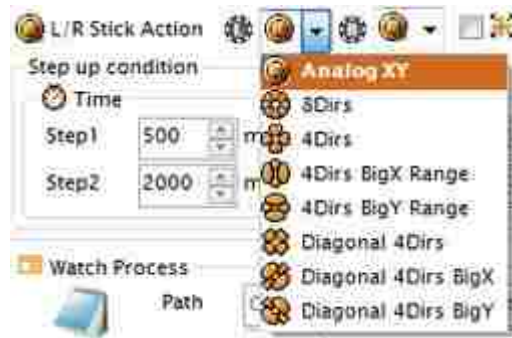 L/R Stick Action
Step up condition
Analog XY
Time
8Dirs
Step1 500 m
4Dirs
4Dirs BigX Range
Step2 2000 m
4Dirs BigY Range
Diagonal 4Dirs
Watch Process
Diagonal 4Dirs BigX
Path
Diagonal 4Dirs BigY